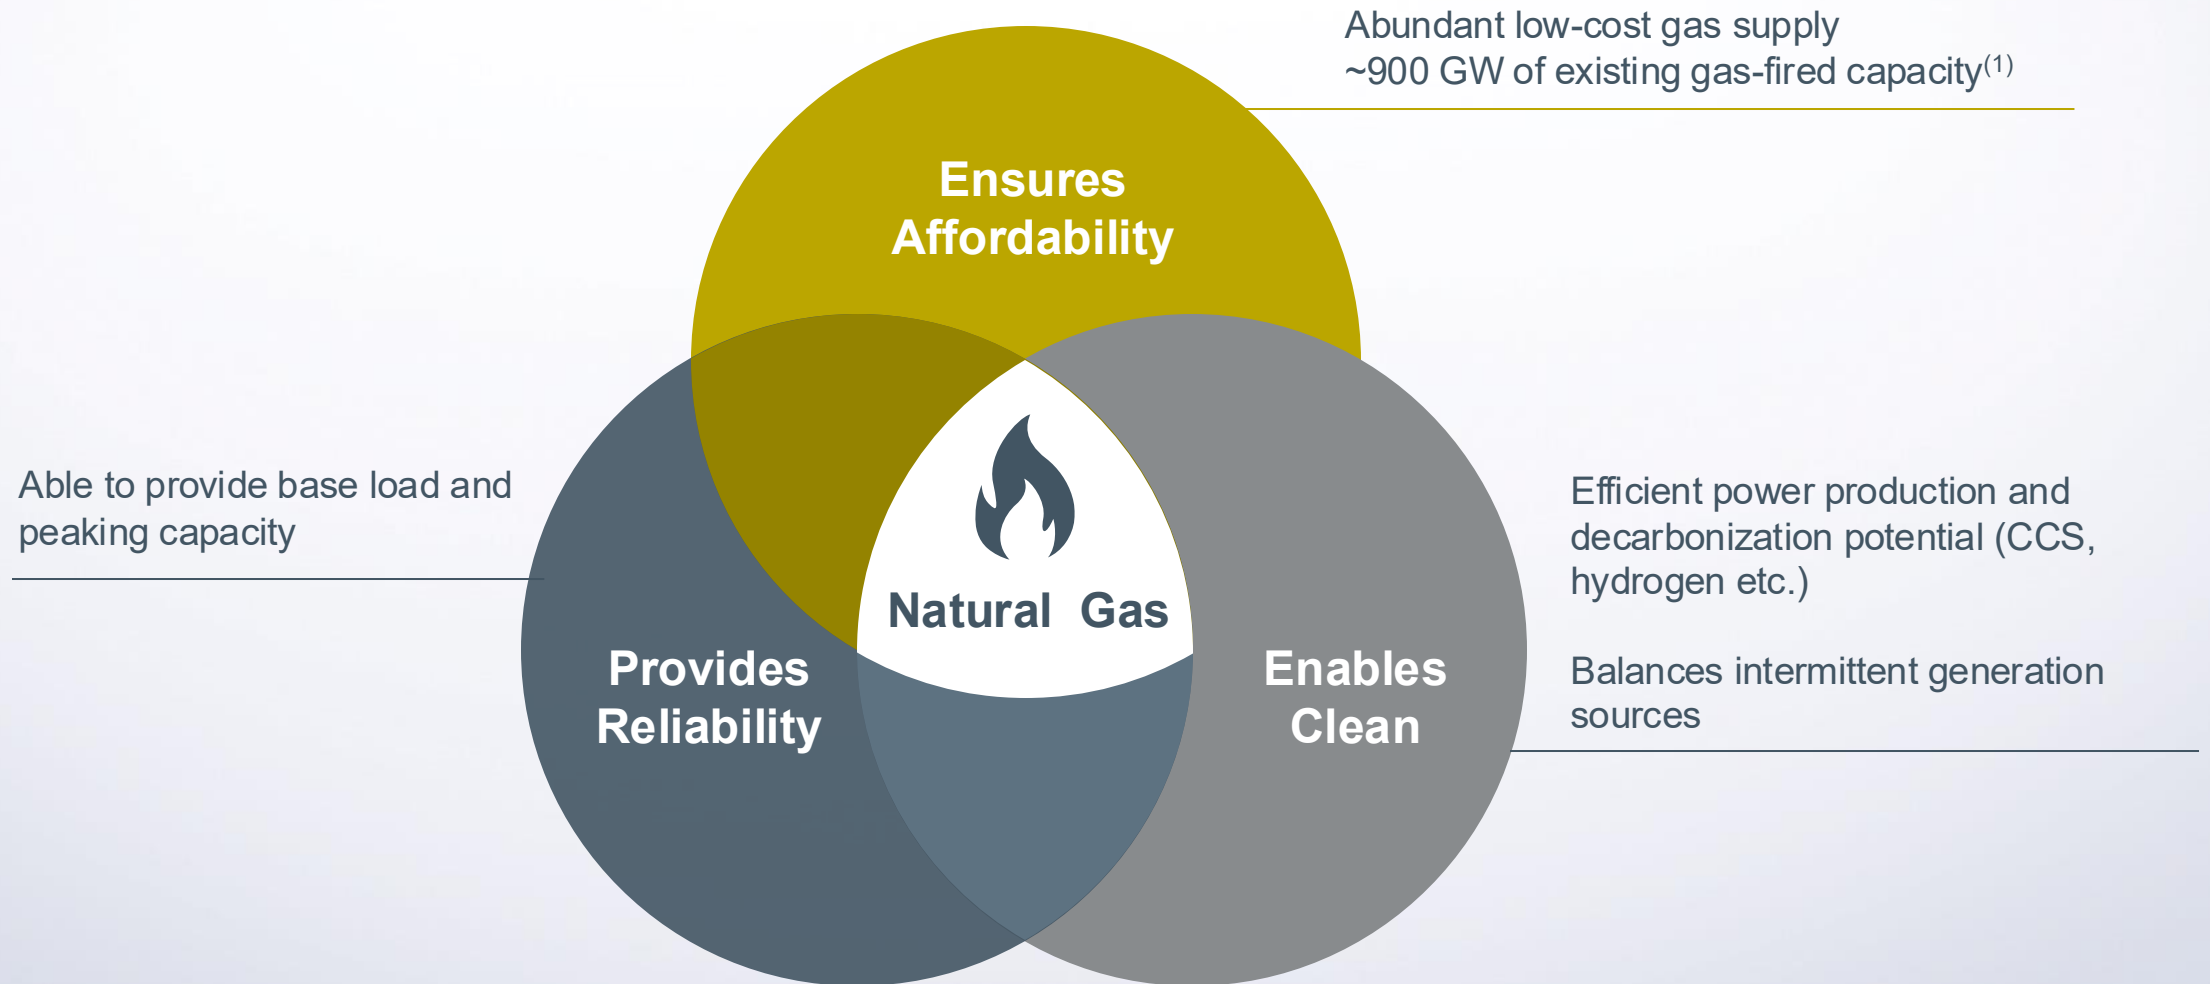 Abundant low-cost gas supply
~900 GW of existing gas-fired capacity(1)
Ensures
Affordability
Able to provide base load and
peaking capacity
Natural Gas
Provides
Reliability
Enables
Clean
Efficient power production and
decarbonization potential (CCS,
hydrogen etc.)
Balances intermittent generation
sources